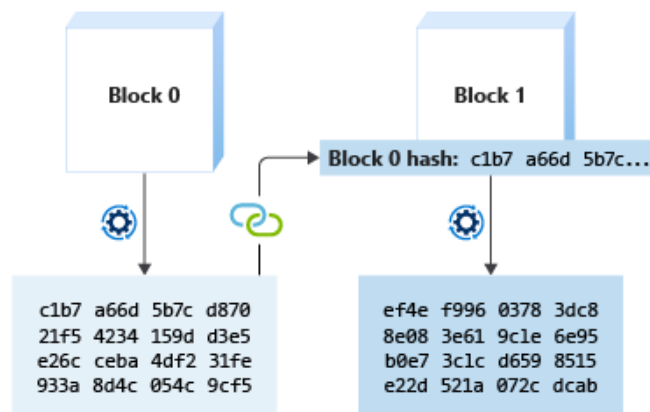 Block 0
Block 1
Block 0 hash: c1b7 a66d 5b7c...
c1b7 a66d 5b7c d870
21f5 4234 159d d3e5
e26c ceba 4df2 31fe
933a 8d4c 054c 9cf5
ef4e f996 0378 3dc8
8e08 3e61 9cle 6e95
b0e7 3clc d659 8515
e22d 521a 072c dcab